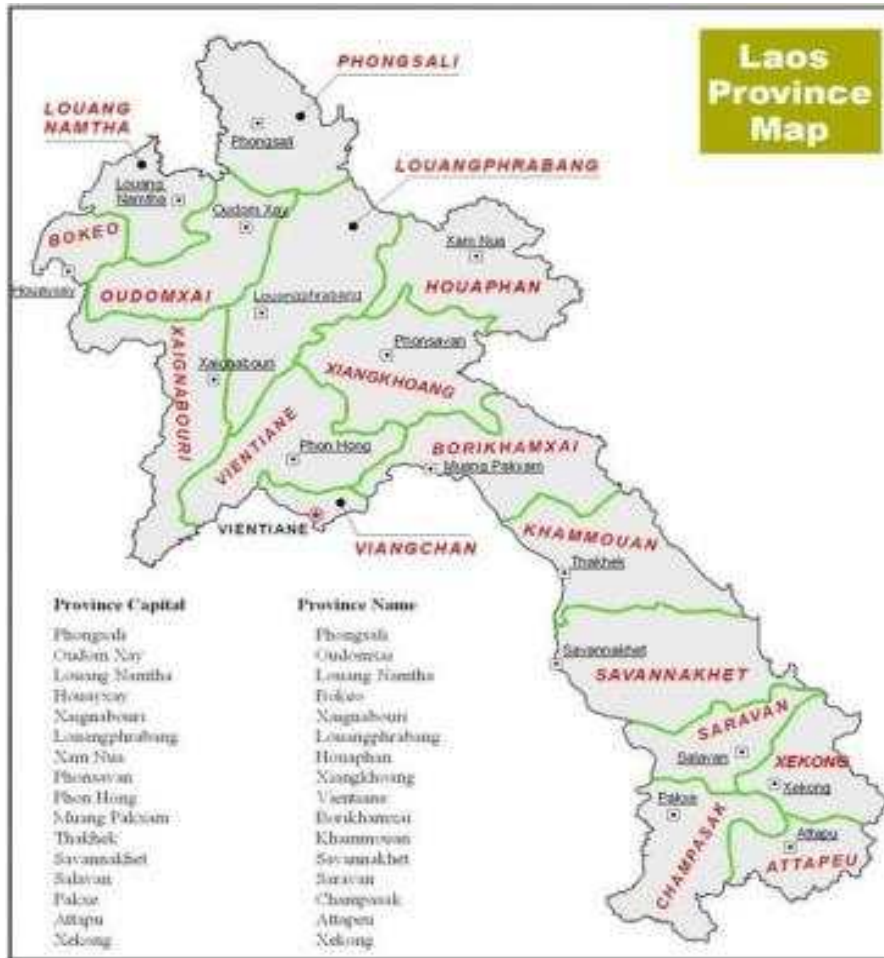 Laos
Province
Map
PHONGSALI
LOUANG
NAMTHA
Phongsali
LOUANGPHRABANG
Louang
Namtha
Oudom Xay
BOKEO
Xam Nua
Houayxay
OUDOMXAI
HOUAPHAN
Louangphrabang
XAIGNABOURI
Phonsavan
Xaignabouri
XIANGKHOANG
VIENTIANE
Phon Hong
BORIKHAMXAI
Muang Pakxam
VIENTIANE
VIANGCHAN
KHAMMOUAN
Thakhek
Savannakhet
SAVANNAKHET
SARAVAN
Salavan
XEKONG
Xekong
Pakxe
CHAMPASAK
Attapu
ATTAPEU
Province Capital
Phongsali
Oudom Xay
Louang Namtha
Houayxay
Xaignabouri
Louangphrabang
Xam Nua
Phonsavan
Phon Hong
Muang Pakxam
Thakhek
Savannakhet
Salavan
Pakxe
Attapu
Xekong
Province Name
Phongsali
Oudomxai
Louang Namtha
Bokeo
Xaignabouri
Louangphrabang
Houaphan
Xiangkhoang
Vientiane
Borikhamxai
Khammouan
Savannakhet
Saravan
Champasak
Attapeu
Xekong